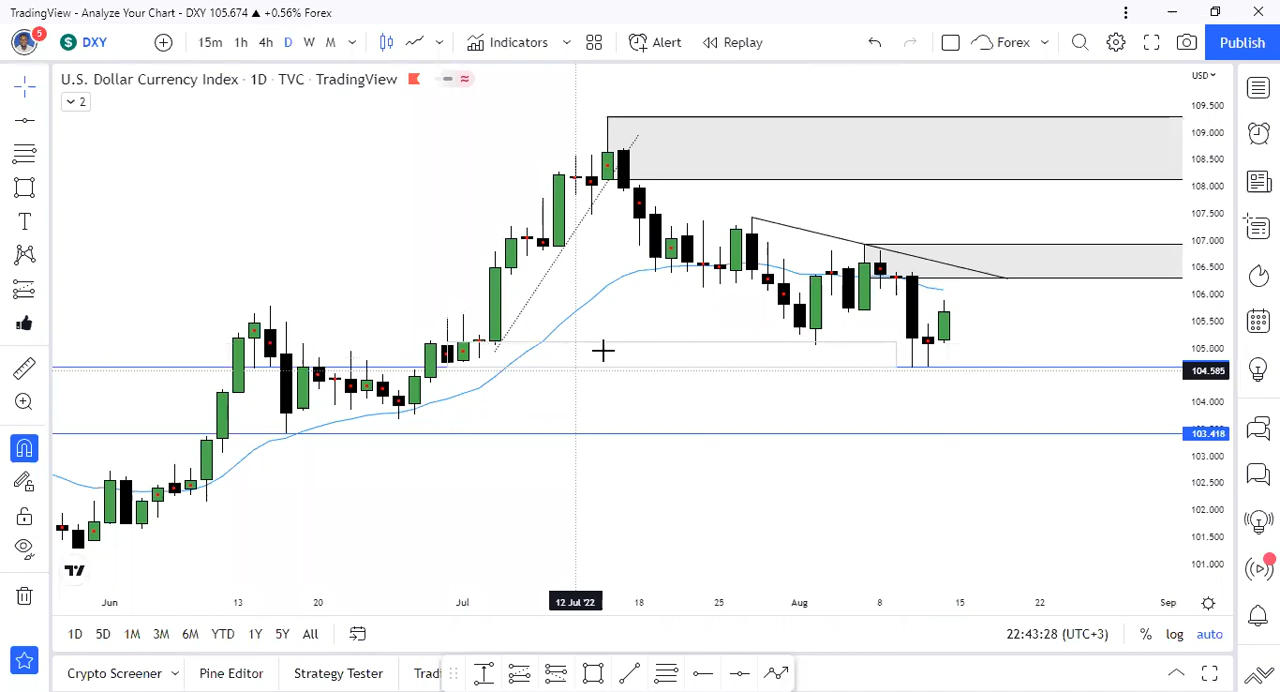 TradingView - Analyze Your Chart - DXY 105.674 ▲ +0.56% Forex
5
S DXY 15m 1h 4h D W M Indicators Alert Replay Forex Publish
U.S. Dollar Currency Index · 1D · TVC · TradingView
2
USD
109.500
109.000
108.500
108.000
107.500
107.000
106.500
106.000
105.500
105.000
104.585
104.000
103.418
103.000
102.500
102.000
101.500
101.000
Jun 13 20 Jul 12 Jul '22 18 25 Aug 8 15 22 Sep
1D 5D 1M 3M 6M YTD 1Y 5Y All 22:43:28 (UTC+3) % log auto
Crypto Screener Pine Editor Strategy Tester Tradi